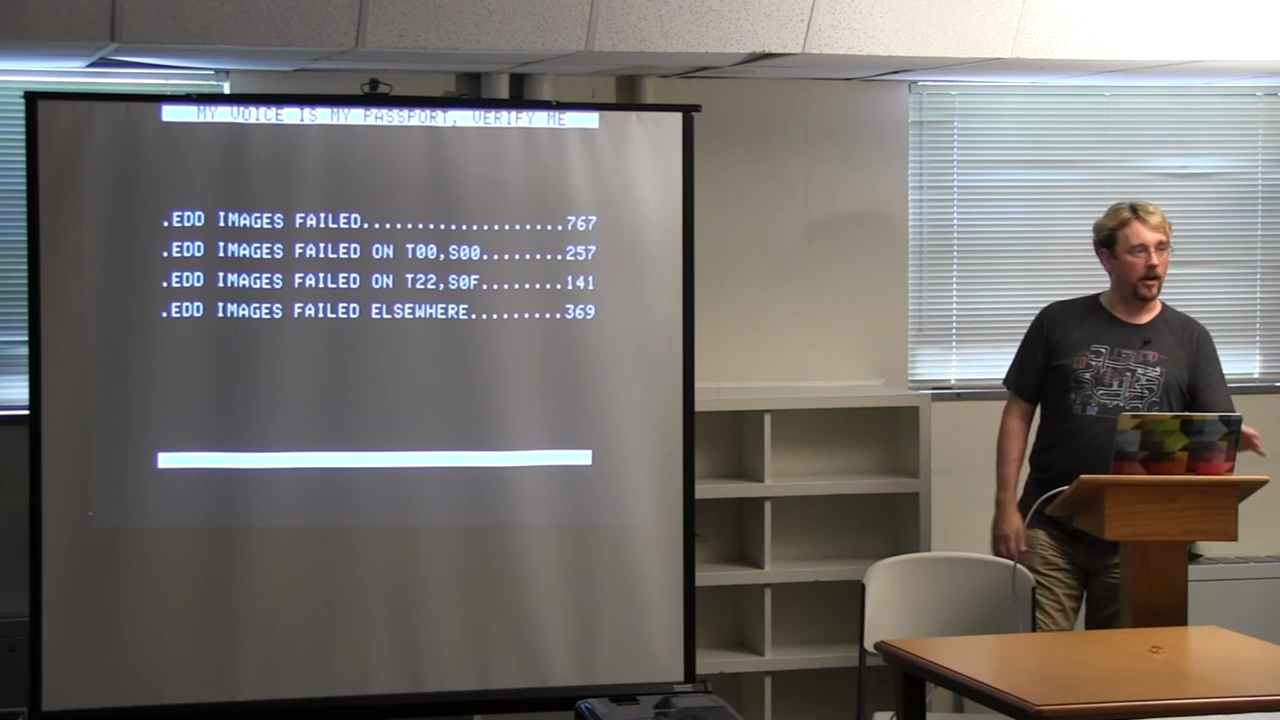 MY VOICE IS MY PASSPORT, VERIFY ME
.EDD IMAGES FAILED...................767
.EDD IMAGES FAILED ON T00,S00........257
.EDD IMAGES FAILED ON T22,S0F........141
.EDD IMAGES FAILED ELSEWHERE.........369